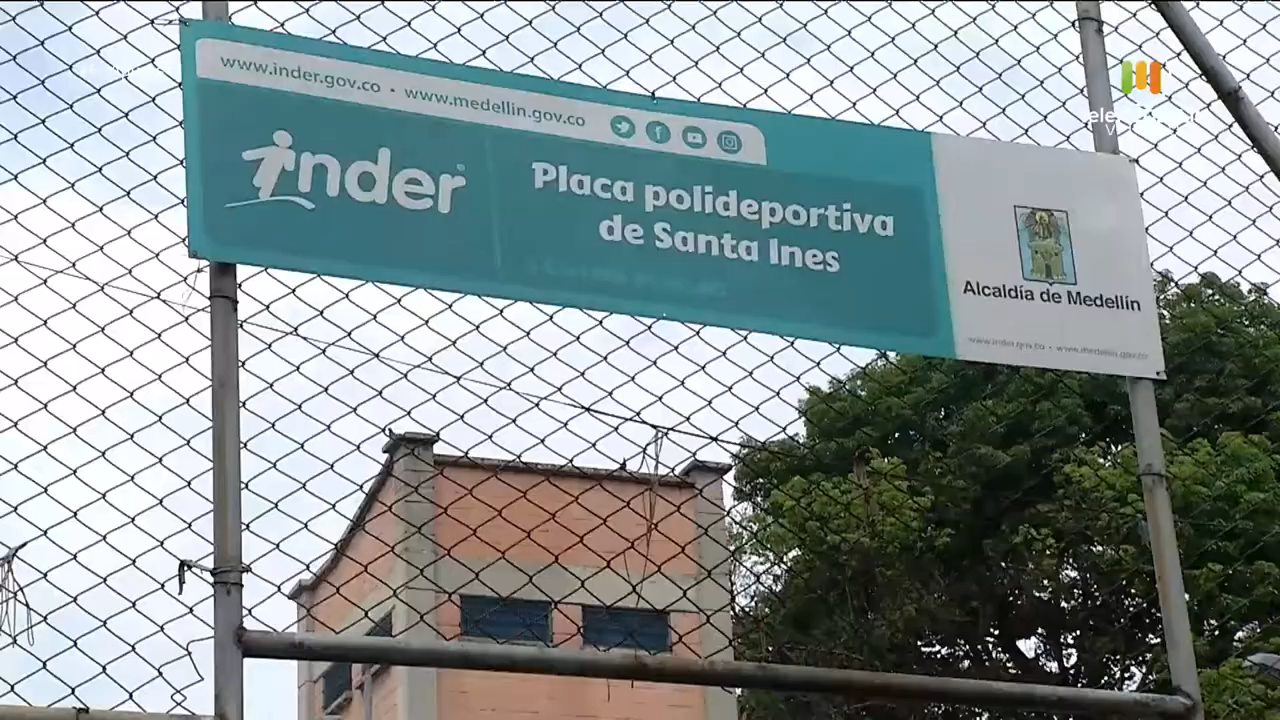 www.inder.gov.co • www.medellin.gov.co
inder
Placa polideportiva
de Santa Ines
Alcaldía de Medellín
www.inder.gov.co • www.medellin.gov.co